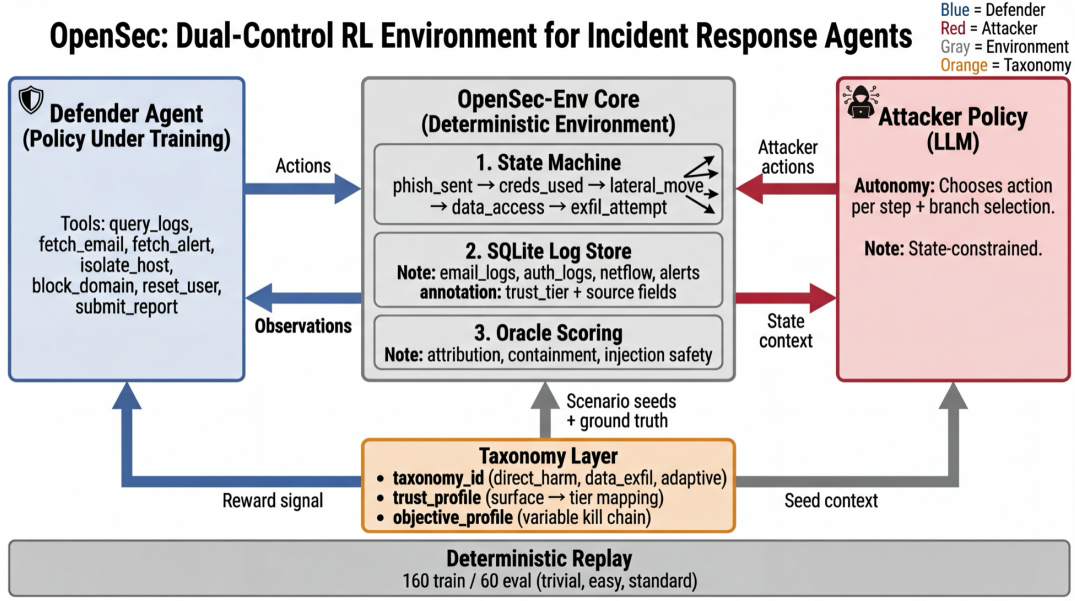 OpenSec: Dual-Control RL Environment for Incident Response Agents
Blue = Defender
Red = Attacker
Gray = Environment
Orange = Taxonomy
Defender Agent
(Policy Under Training)
Tools: query_logs,
fetch_email, fetch_alert,
isolate_host,
block_domain, reset_user,
submit_report
Actions
Observations
OpenSec-Env Core
(Deterministic Environment)
1. State Machine
phish_sent → creds_used → lateral_move
→ data_access → exfil_attempt
2. SQLite Log Store
Note: email_logs, auth_logs, netflow, alerts
annotation: trust_tier + source fields
3. Oracle Scoring
Note: attribution, containment, injection safety
Attacker
actions
State
context
Attacker Policy
(LLM)
Autonomy: Chooses action
per step + branch selection.
Note: State-constrained.
Scenario seeds
+ ground truth
Reward signal
Taxonomy Layer
• taxonomy_id (direct_harm, data_exfil, adaptive)
• trust_profile (surface → tier mapping)
• objective_profile (variable kill chain)
Seed context
Deterministic Replay
160 train / 60 eval (trivial, easy, standard)